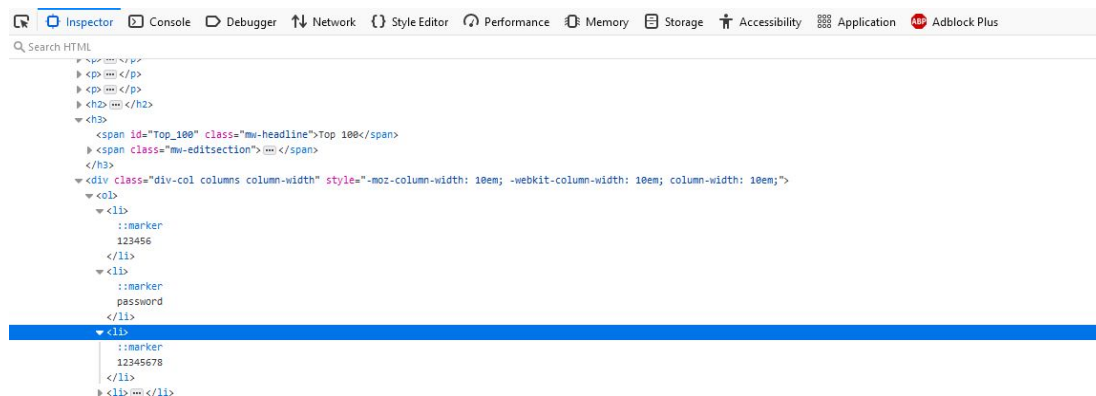 Inspector Console Debugger Network {} Style Editor Performance Memory Storage Accessibility Application ABP Adblock Plus
Search HTML
<p>…</p>
<p>…</p>
<p>…</p>
<h2>…</h2>
<h3>
<span id="Top_100" class="mw-headline">Top 100</span>
<span class="mw-editsection">…</span>
</h3>
<div class="div-col columns column-width" style="-moz-column-width: 10em; -webkit-column-width: 10em; column-width: 10em;">
<ol>
<li>
::marker
123456
</li>
<li>
::marker
password
</li>
<li>
::marker
12345678
</li>
<li>…</li>